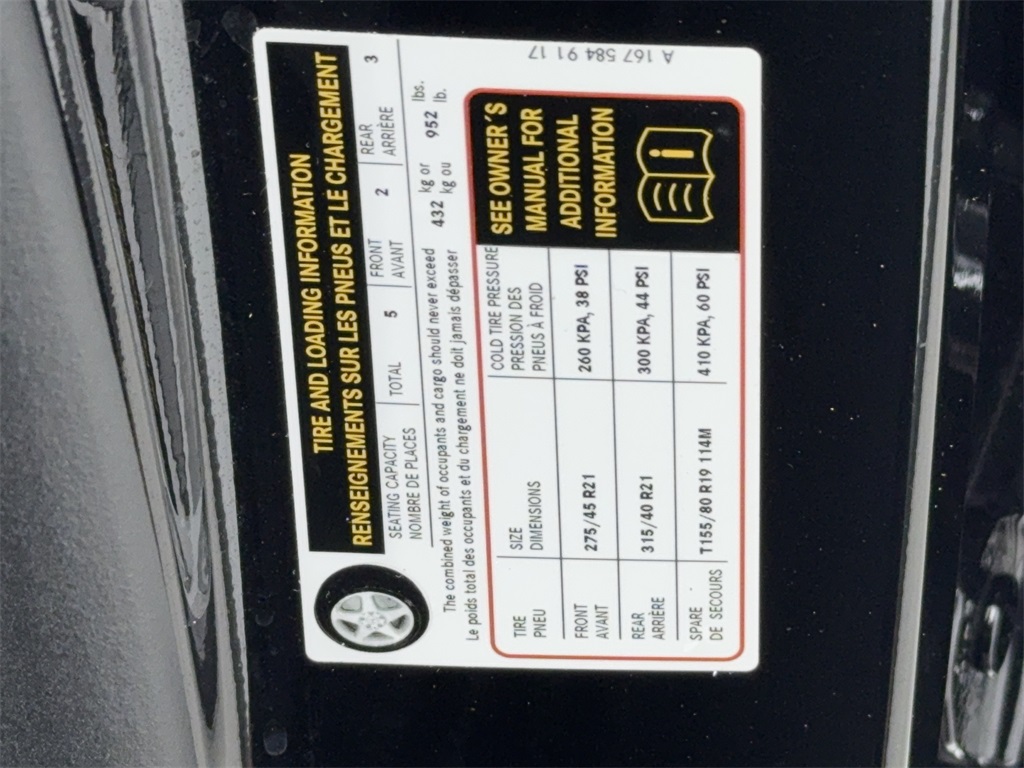 TIRE AND LOADING INFORMATION
RENSEIGNEMENTS SUR LES PNEUS ET LE CHARGEMENT
SEATING CAPACITY TOTAL 5 FRONT 2 REAR 3
NOMBRE DE PLACES AVANT ARRIÈRE
The combined weight of occupants and cargo should never exceed 432 kg or 952 lbs.
Le poids total des occupants et du chargement ne doit jamais dépasser kg ou lb.
TIRE SIZE COLD TIRE PRESSURE
PNEU DIMENSIONS PRESSION DES
PNEUS À FROID
FRONT 275/45 R21 260 KPA, 38 PSI
AVANT
REAR 315/40 R21 300 KPA, 44 PSI
ARRIÈRE
SPARE T155/80 R19 114M 410 KPA, 60 PSI
DE SECOURS
SEE OWNER´S
MANUAL FOR
ADDITIONAL
INFORMATION
i
A 167 584 91 17